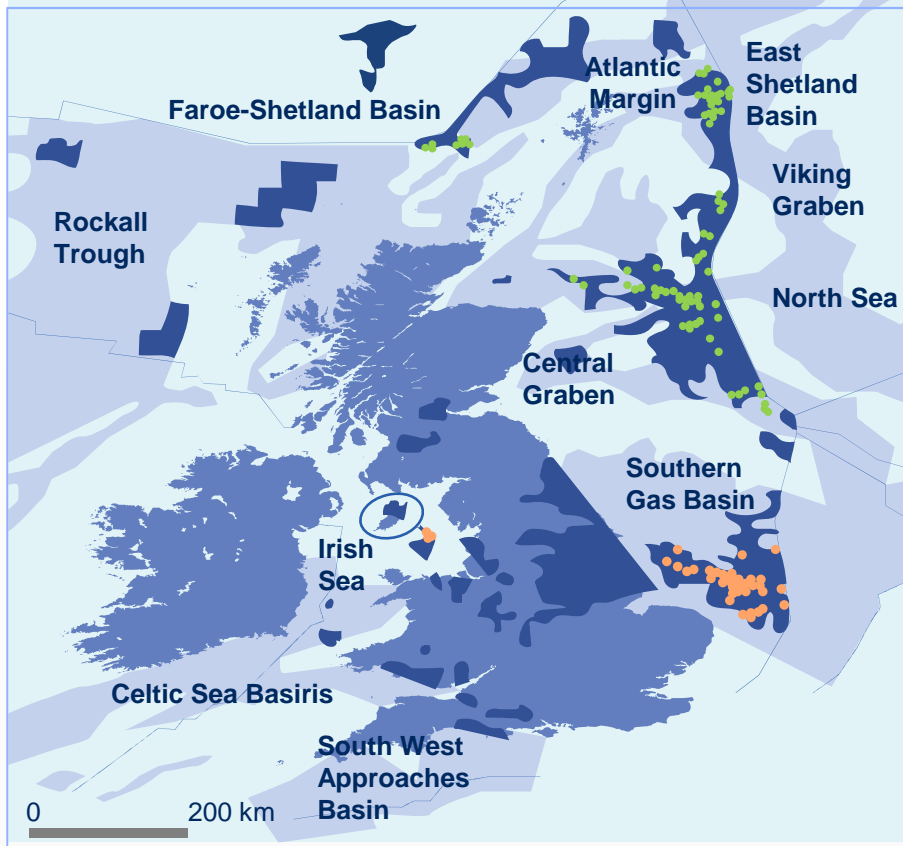 East
Shetland
Basin
Atlantic
Margin
Faroe-Shetland Basin
Viking
Graben
Rockall
Trough
North Sea
Central
Graben
Southern
Gas Basin
Irish
Sea
Celtic Sea Basiris
South West
Approaches
Basin
0 200 km